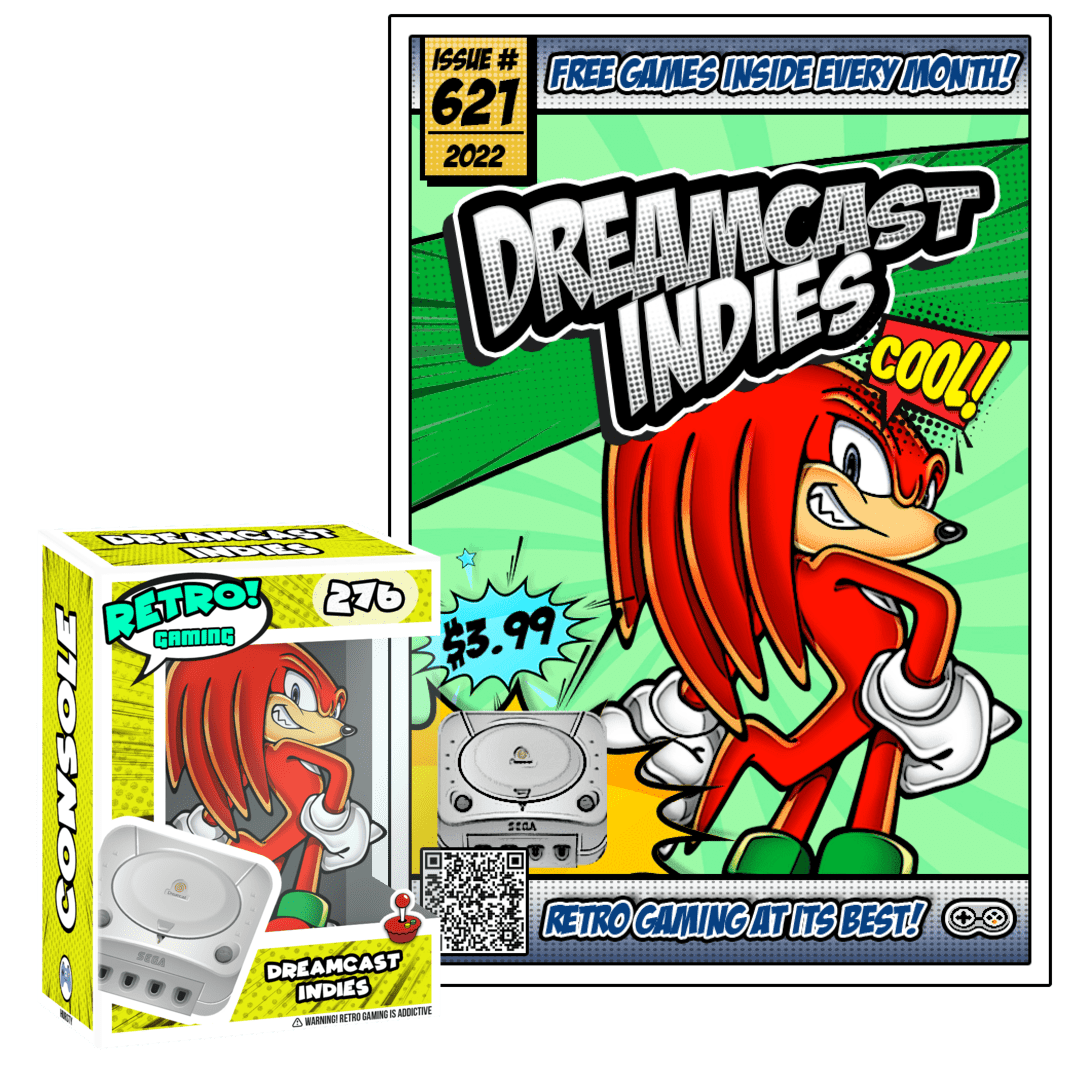 ISSUE #
621
2022
FREE GAMES INSIDE EVERY MONTH!
DREAMCAST
INDIES
COOL!
$3.99
SEGA
RETRO GAMING AT ITS BEST!
DREAMCAST
INDIES
RETRO!
GAMING
276
CONSOLE
SEGA
DREAMCAST
INDIES
WARNING! RETRO GAMING IS ADDICTIVE